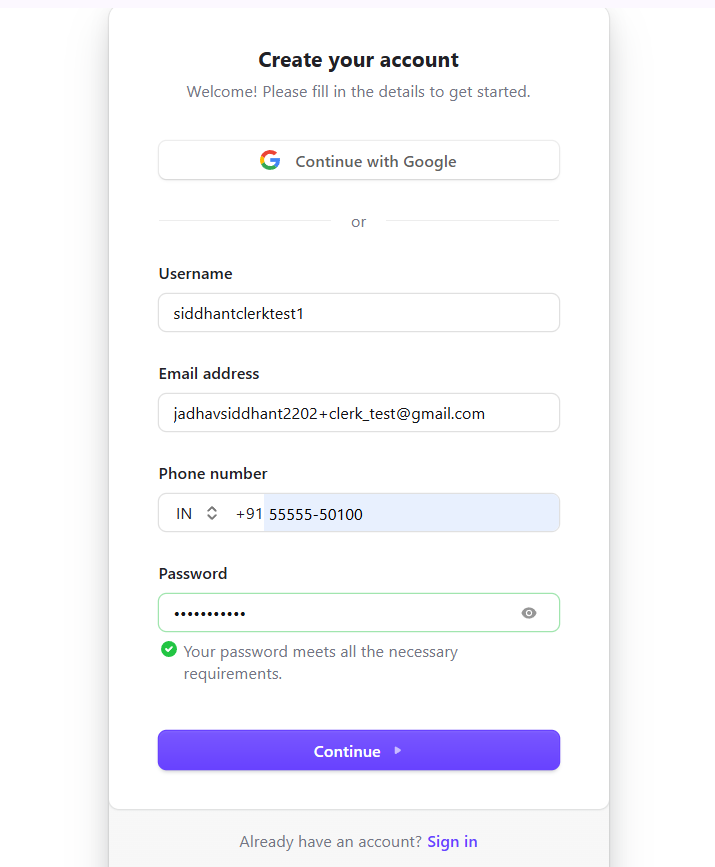 Create your account
Welcome! Please fill in the details to get started.
Continue with Google
or
Username
siddhantclerktest1
Email address
jadhavsiddhant2202+clerk_test@gmail.com
Phone number
IN +91 55555-50100
Password
•••••••••••
Your password meets all the necessary
requirements.
Continue
Already have an account? Sign in